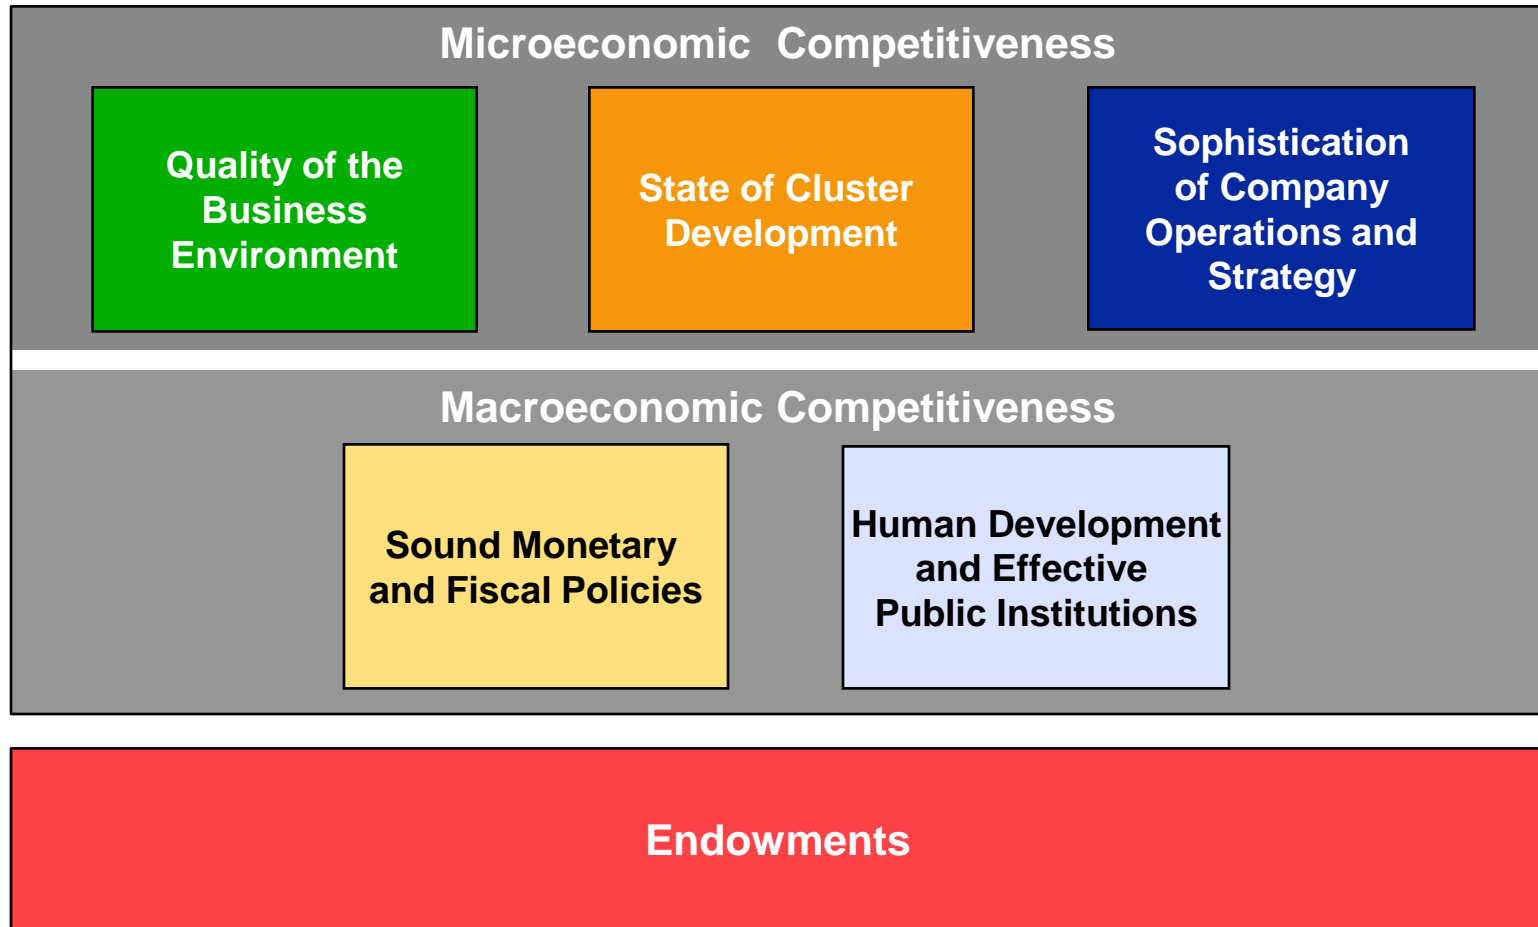 Microeconomic Competitiveness
Quality of the
Business
Environment
State of Cluster
Development
Sophistication
of Company
Operations and
Strategy
Macroeconomic Competitiveness
Sound Monetary
and Fiscal Policies
Human Development
and Effective
Public Institutions
Endowments